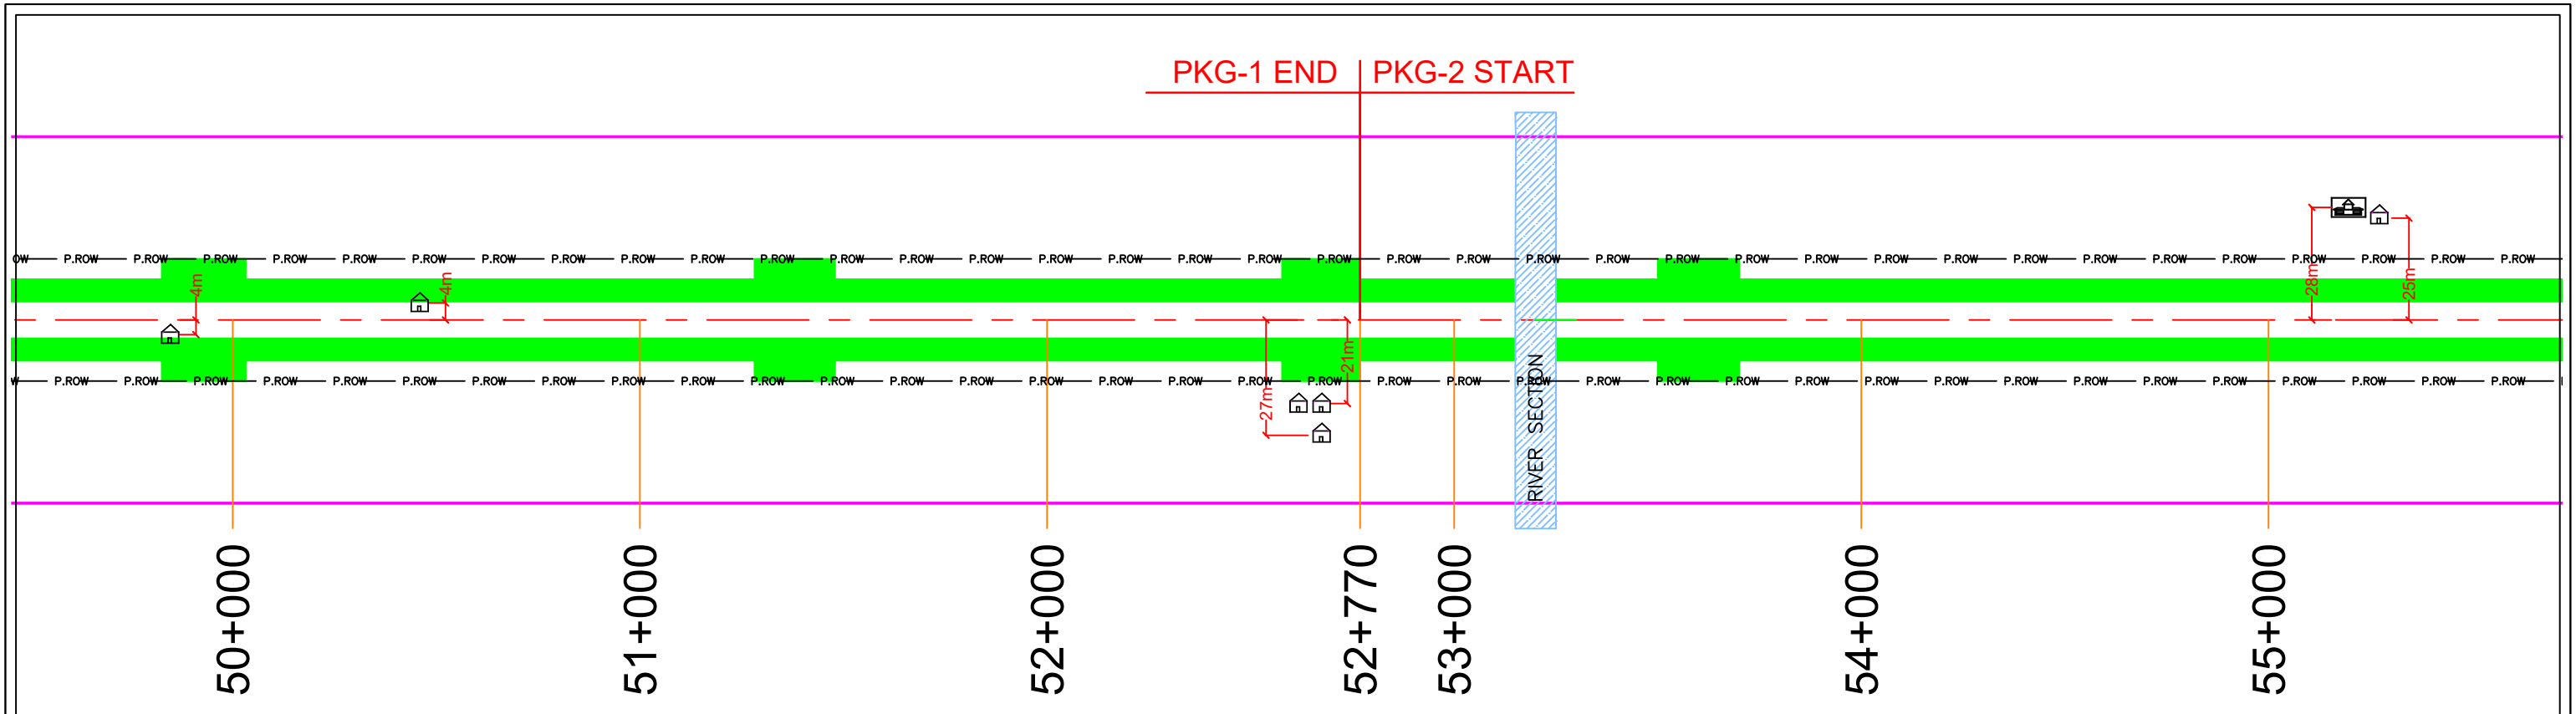 PKG-1 END PKG-2 START
OW P.ROW P.ROW P.ROW P.ROW P.ROW P.ROW P.ROW P.ROW P.ROW P.ROW P.ROW P.ROW P.ROW P.ROW P.ROW P.ROW P.ROW P.ROW P.ROW P.ROW P.ROW P.ROW P.ROW P.ROW P.ROW P.ROW P.ROW P.ROW P.ROW P.ROW P.ROW P.ROW P.ROW P.ROW P.ROW P.ROW
4m
4m
28m
25m
21m
W P.ROW P.ROW P.ROW P.ROW P.ROW P.ROW P.ROW P.ROW P.ROW P.ROW P.ROW P.ROW P.ROW P.ROW P.ROW P.ROW P.ROW P.ROW P.ROW P.ROW P.ROW P.ROW P.ROW P.ROW P.ROW P.ROW P.ROW P.ROW P.ROW P.ROW P.ROW P.ROW P.ROW P.ROW P.ROW P.ROW
27m
RIVER SECTION
50+000
51+000
52+000
52+770
53+000
54+000
55+000